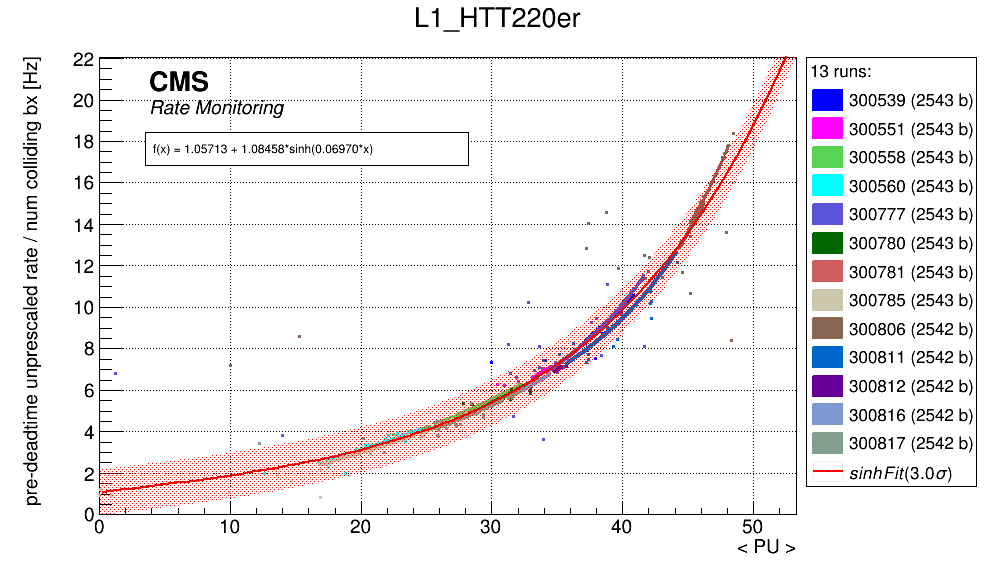 L1_HTT220er
pre-deadtime unprescaled rate / num colliding bx [Hz]
22
20
18
16
14
12
10
8
6
4
2
0
CMS
Rate Monitoring
f(x) = 1.05713 + 1.08458*sinh(0.06970*x)
0 10 20 30 40 50
< PU >
13 runs:
300539 (2543 b)
300551 (2543 b)
300558 (2543 b)
300560 (2543 b)
300777 (2543 b)
300780 (2543 b)
300781 (2543 b)
300785 (2543 b)
300806 (2542 b)
300811 (2542 b)
300812 (2542 b)
300816 (2542 b)
300817 (2542 b)
sinhFit(3.0σ)